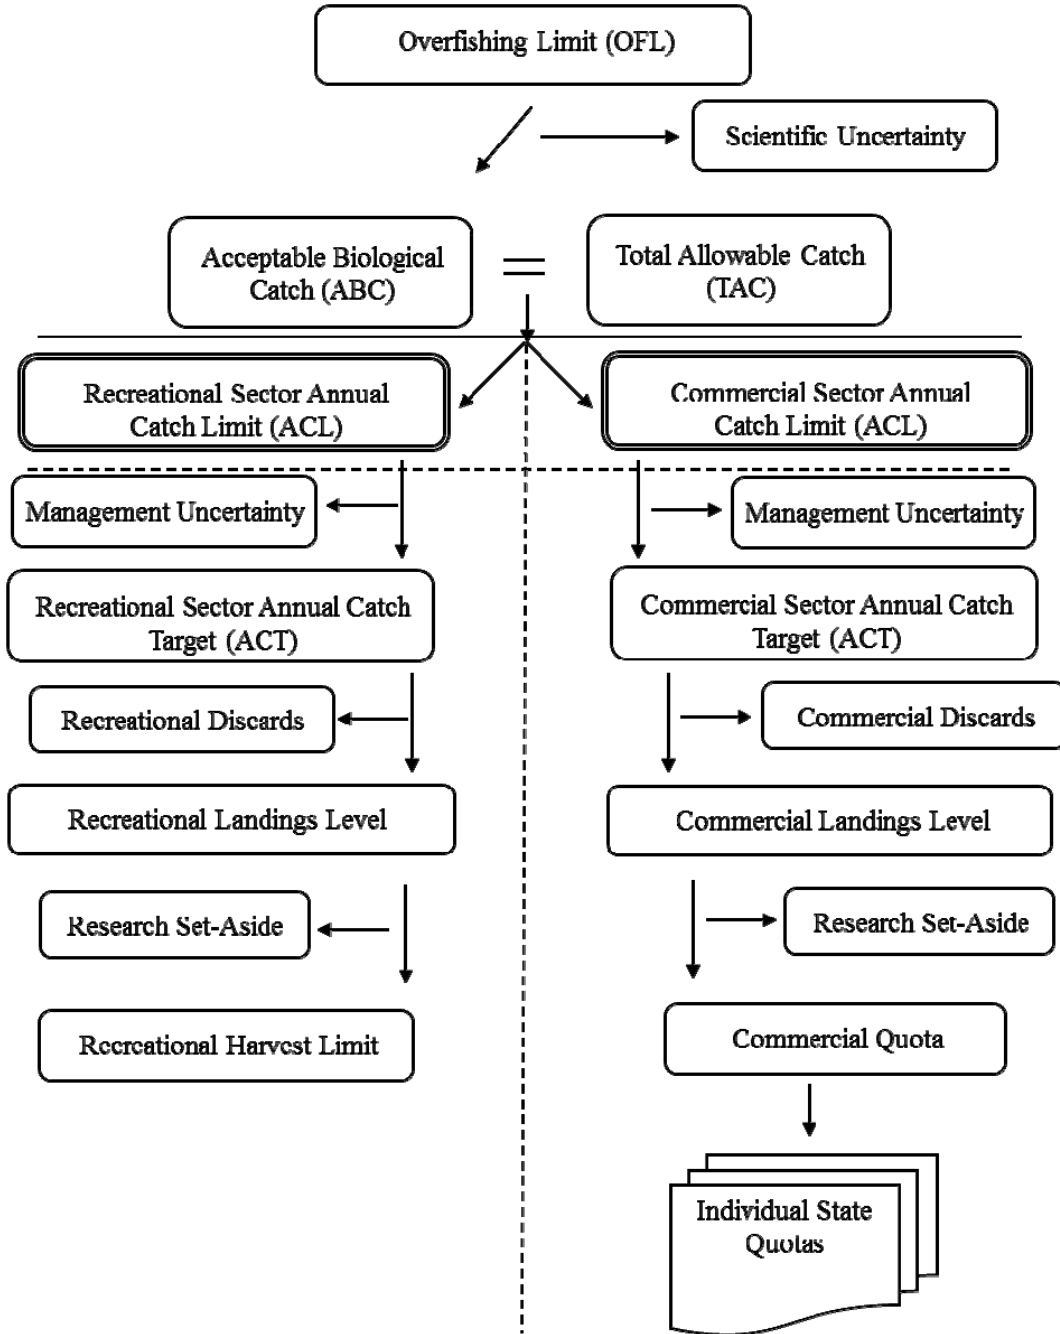 Overfishing Limit (OFL)
Scientific Uncertainty
Acceptable Biological
Catch (ABC)
=
Total Allowable Catch
(TAC)
Recreational Sector Annual
Catch Limit (ACL)
Commercial Sector Annual
Catch Limit (ACL)
Management Uncertainty
Management Uncertainty
Recreational Sector Annual Catch
Target (ACT)
Commercial Sector Annual Catch
Target (ACT)
Recreational Discards
Commercial Discards
Recreational Landings Level
Commercial Landings Level
Research Set-Aside
Research Set-Aside
Recreational Harvest Limit
Commercial Quota
Individual State
Quotas